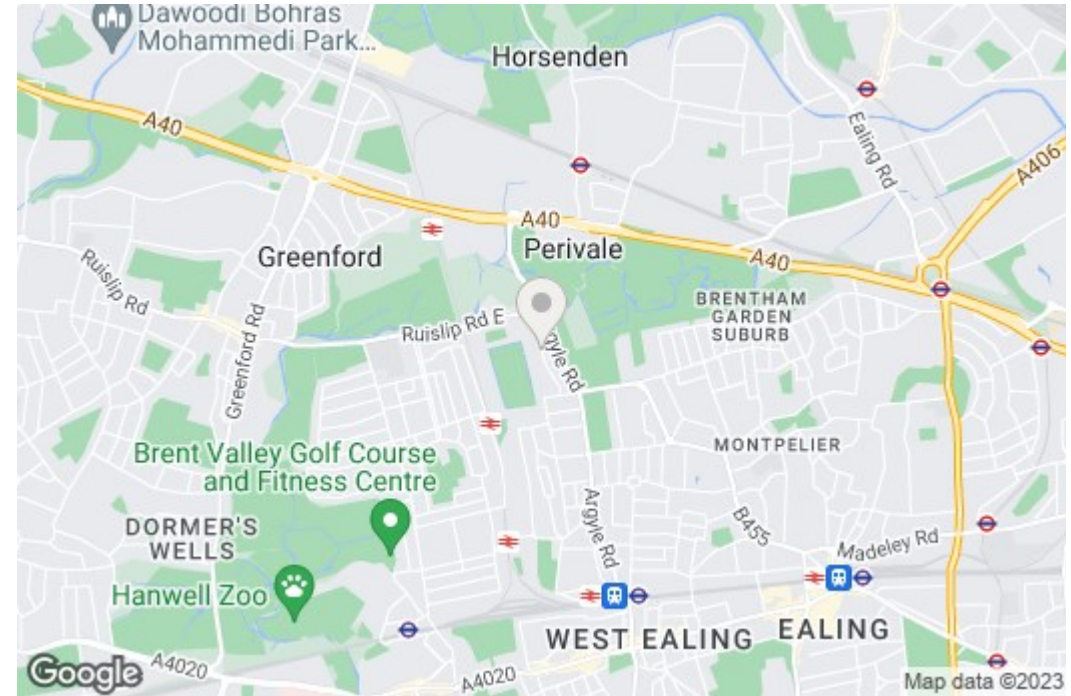 Dawoodi Bohras
Mohammedi Park...
Horsenden
A40
Ealing Rd
A406
A40
Greenford
Perivale
A40
Ruislip Rd
Ruislip Rd E
BRENTHAM
GARDEN
SUBURB
Greenford Rd
Argyle Rd
MONTPELIER
Brent Valley Golf Course
and Fitness Centre
Argyle Rd
B455
DORMER'S
WELLS
Madeley Rd
Hanwell Zoo
WEST EALING
EALING
A4020
A4020
Google
Map data ©2023